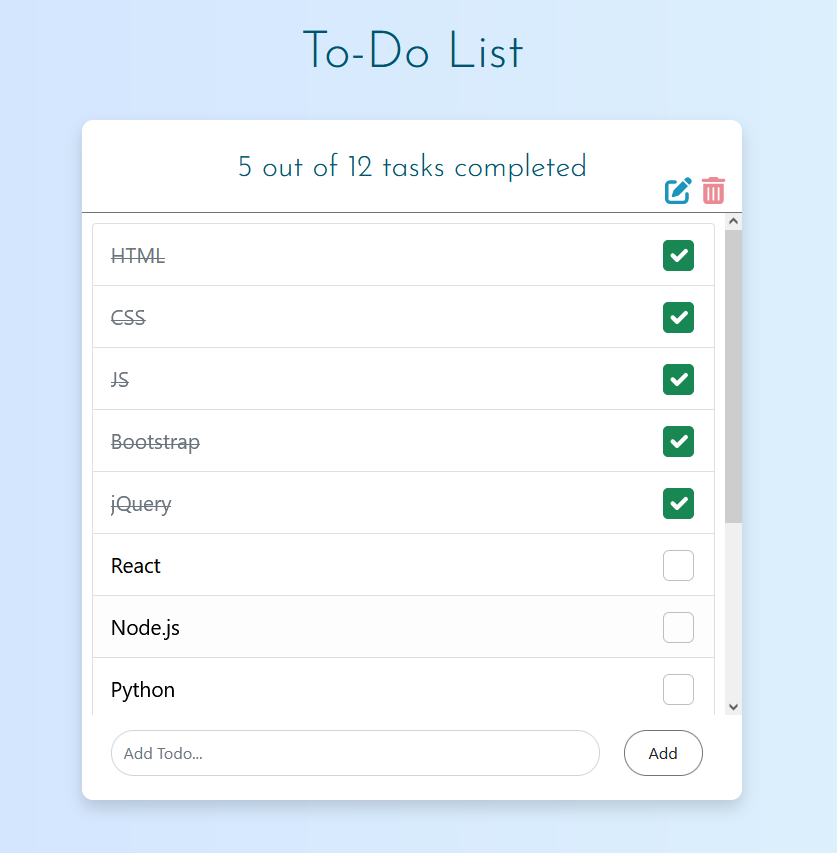 To-Do List
5 out of 12 tasks completed
HTML
CSS
JS
Bootstrap
jQuery
React
Node.js
Python
Add Todo...
Add